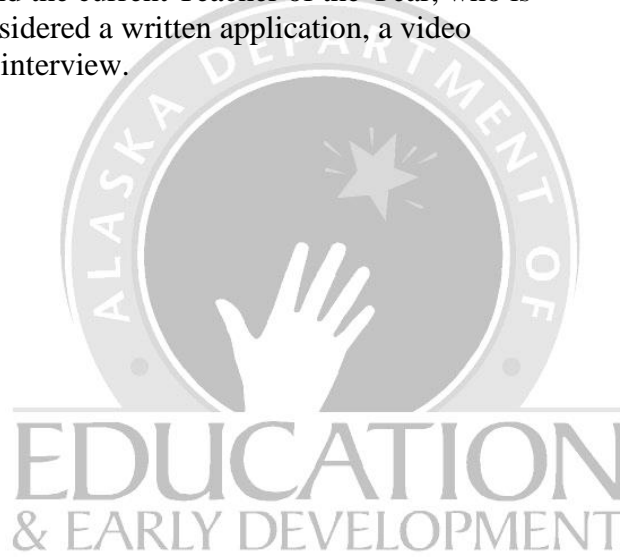 nd the current Teacher of the Year, who is
sidered a written application, a video
interview.
ALASKA DEPARTMENT OF
EDUCATION
& EARLY DEVELOPMENT